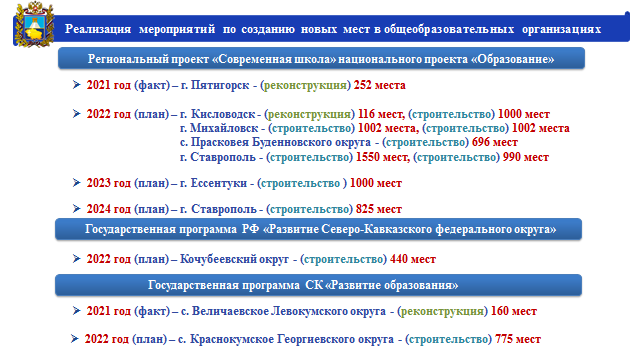 Реализация мероприятий по созданию новых мест в общеобразовательных организациях
Региональный проект «Современная школа» национального проекта «Образование»
➢ 2021 год (факт) – г. Пятигорск - (реконструкция) 252 места
➢ 2022 год (план) – г. Кисловодск - (реконструкция) 116 мест, (строительство) 1000 мест
г. Михайловск - (строительство) 1002 места, (строительство) 1002 места
с. Прасковея Буденновского округа - (строительство) 696 мест
г. Ставрополь - (строительство) 1550 мест, (строительство) 990 мест
➢ 2023 год (план) – г. Ессентуки - (строительство ) 1000 мест
➢ 2024 год (план) – г. Ставрополь - (строительство) 825 мест
Государственная программа РФ «Развитие Северо-Кавказского федерального округа»
➢ 2022 год (план) – Кочубеевский округ - (строительство) 440 мест
Государственная программа СК «Развитие образования»
➢ 2021 год (факт) – с. Величаевское Левокумского округа - (реконструкция) 160 мест
➢ 2022 год (план) – с. Краснокумское Георгиевского округа - (строительство) 775 мест